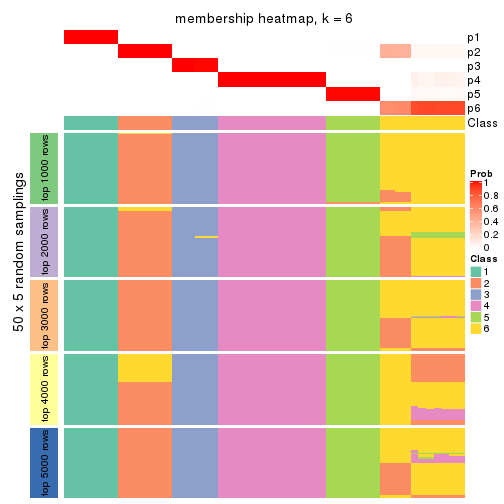 membership heatmap, k = 6
p1
p2
p3
p4
p5
p6
Class
50 x 5 random samplings
top 1000 rows
top 2000 rows
top 3000 rows
top 4000 rows
top 5000 rows
Prob
1
0.8
0.6
0.4
0.2
0
Class
1
2
3
4
5
6